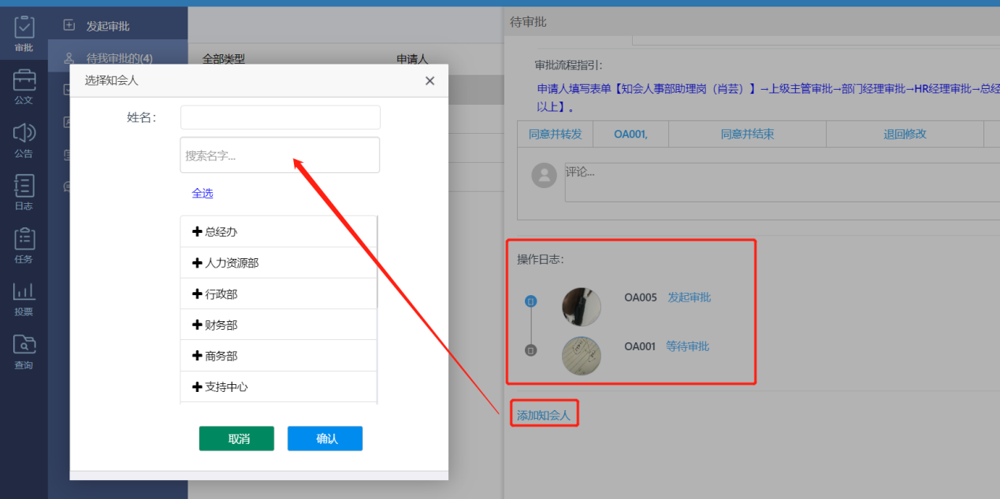 审批
公文
公告
日志
任务
投票
查询
发起审批
待我审批的(4)
全部类型
申请人
选择知会人
姓名：
搜索名字...
全选
总经办
人力资源部
行政部
财务部
商务部
支持中心
取消
确认
待审批
审批流程指引：
申请人填写表单【知会人事部助理岗（肖芸）】→上级主管审批→部门经理审批→HR经理审批→总经
以上】。
同意并转发
OA001,
同意并结束
退回修改
评论...
操作日志：
OA005 发起审批
OA001 等待审批
添加知会人